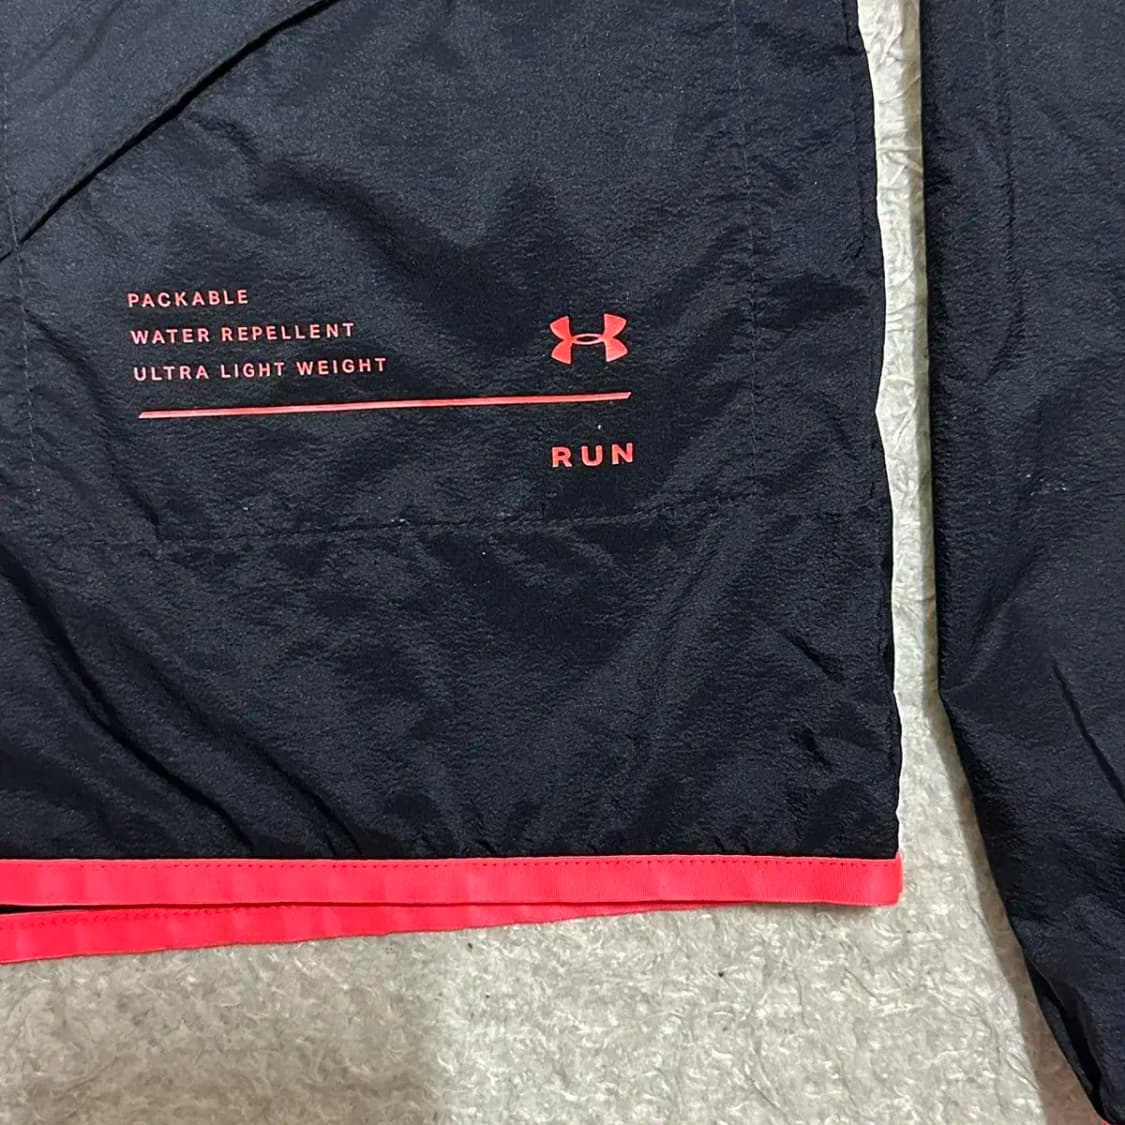 PACKABLE
WATER REPELLENT
ULTRA LIGHT WEIGHT
RUN